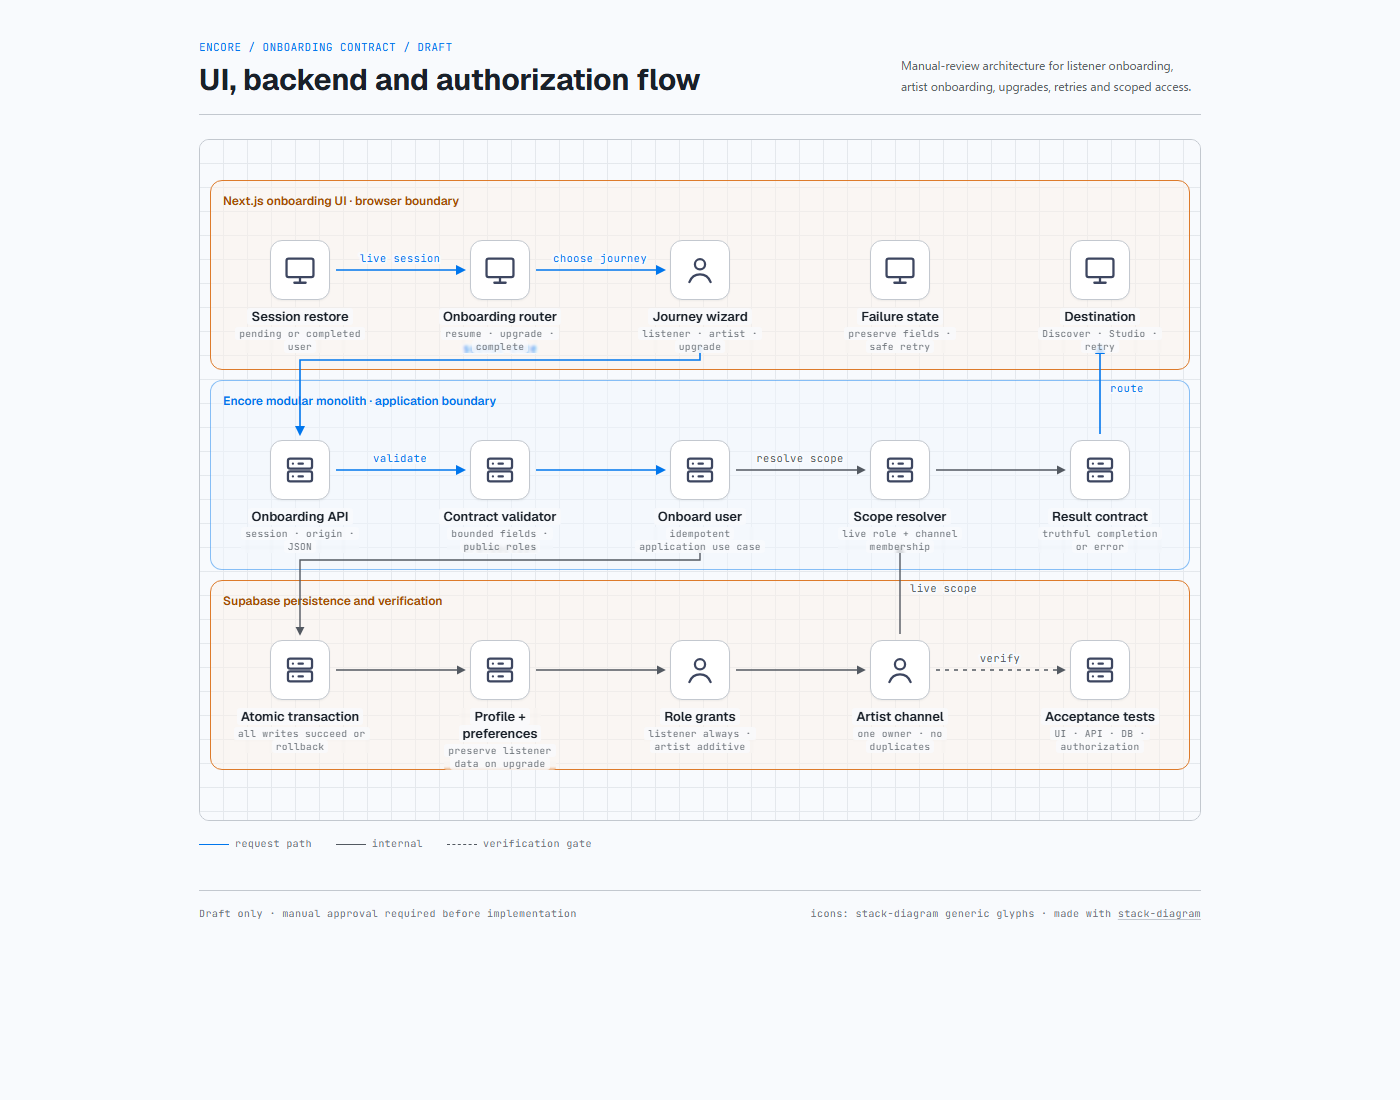 ENCORE / ONBOARDING CONTRACT / DRAFT
UI, backend and authorization flow
Manual-review architecture for listener onboarding,
artist onboarding, upgrades, retries and scoped access.
Next.js onboarding UI · browser boundary
live session
choose journey
Session restore
pending or completed
user
Onboarding router
resume · upgrade ·
complete
Journey wizard
listener · artist ·
upgrade
Failure state
preserve fields ·
safe retry
Destination
Discover · Studio ·
retry
route
Encore modular monolith · application boundary
validate
resolve scope
Onboarding API
session · origin ·
JSON
Contract validator
bounded fields ·
public roles
Onboard user
idempotent
application use case
Scope resolver
live role + channel
membership
Result contract
truthful completion
or error
live scope
Supabase persistence and verification
verify
Atomic transaction
all writes succeed or
rollback
Profile +
preferences
preserve listener
data on upgrade
Role grants
listener always ·
artist additive
Artist channel
one owner · no
duplicates
Acceptance tests
UI · API · DB ·
authorization
request path
internal
verification gate
Draft only · manual approval required before implementation
icons: stack-diagram generic glyphs · made with stack-diagram